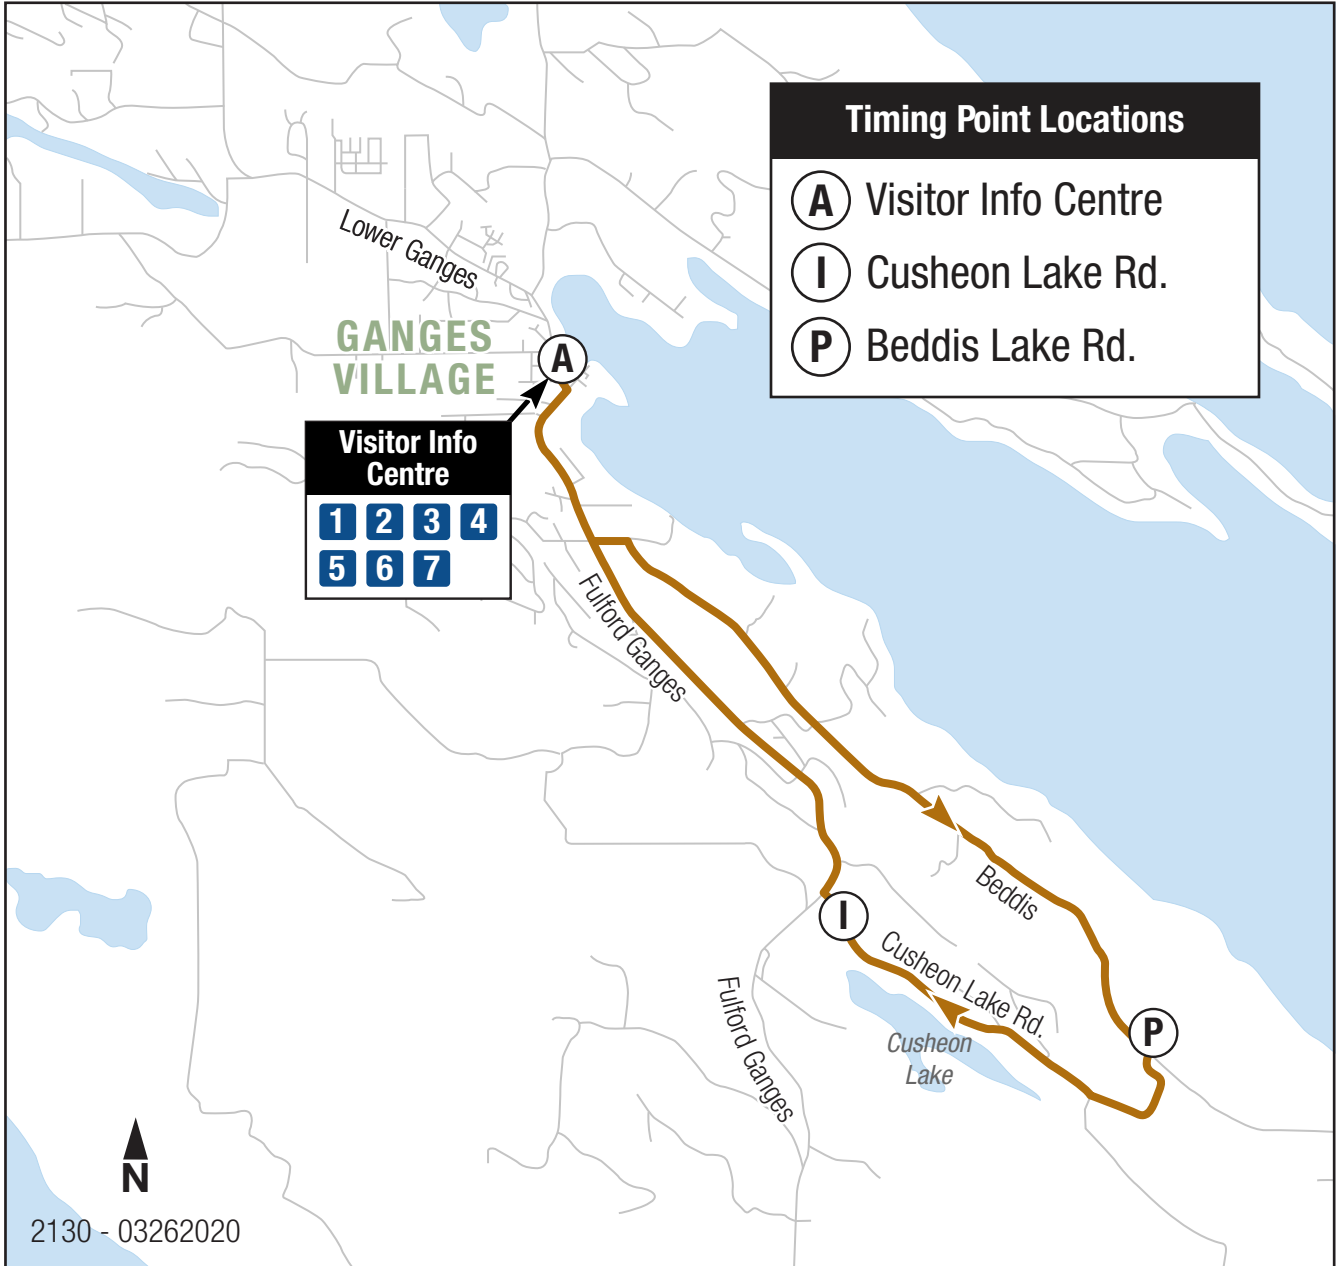 Timing Point Locations
A Visitor Info Centre
I Cusheon Lake Rd.
P Beddis Lake Rd.
Lower Ganges
GANGES
VILLAGE
A
Visitor Info
Centre
1 2 3 4
5 6 7
Fulford Ganges
Beddis
I
Cusheon Lake Rd.
Fulford Ganges
P
Cusheon
Lake
N
2130 - 03262020